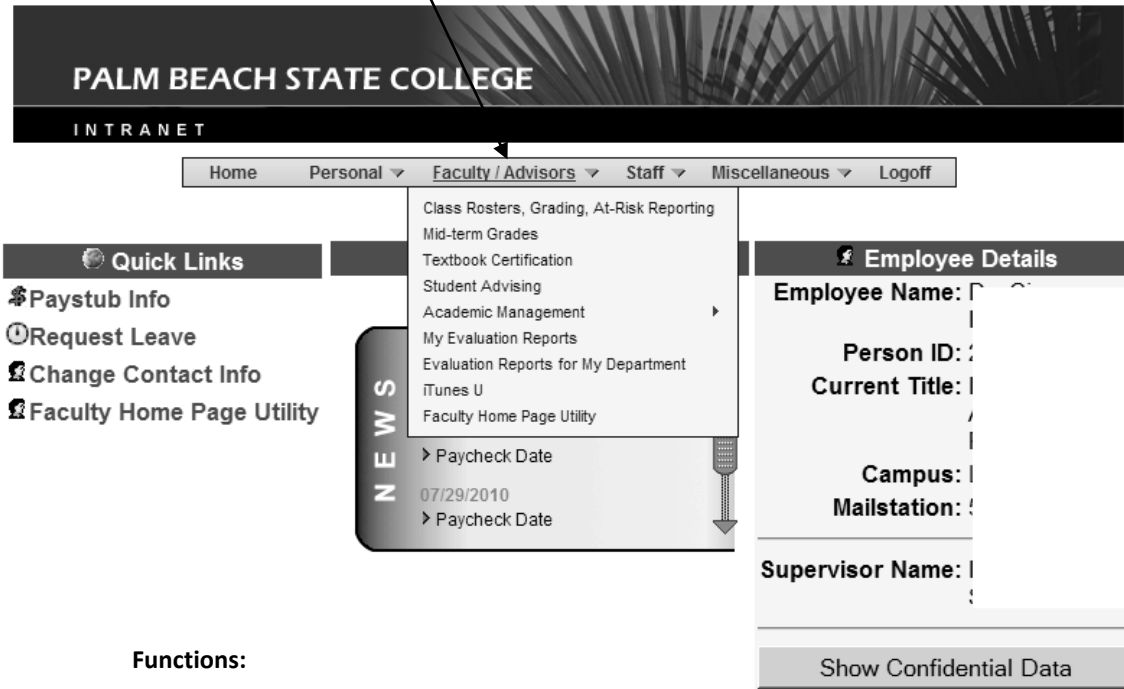 PALM BEACH STATE COLLEGE
INTRANET
Home Personal Faculty / Advisors Staff Miscellaneous Logoff
Class Rosters, Grading, At-Risk Reporting
Mid-term Grades
Textbook Certification
Student Advising
Academic Management
My Evaluation Reports
Evaluation Reports for My Department
iTunes U
Faculty Home Page Utility
Quick Links
Paystub Info
Request Leave
Change Contact Info
Faculty Home Page Utility
NEWS
Paycheck Date
07/29/2010
Paycheck Date
Employee Details
Employee Name:
Person ID:
Current Title:
Campus:
Mailstation:
Supervisor Name:
Show Confidential Data
Functions: